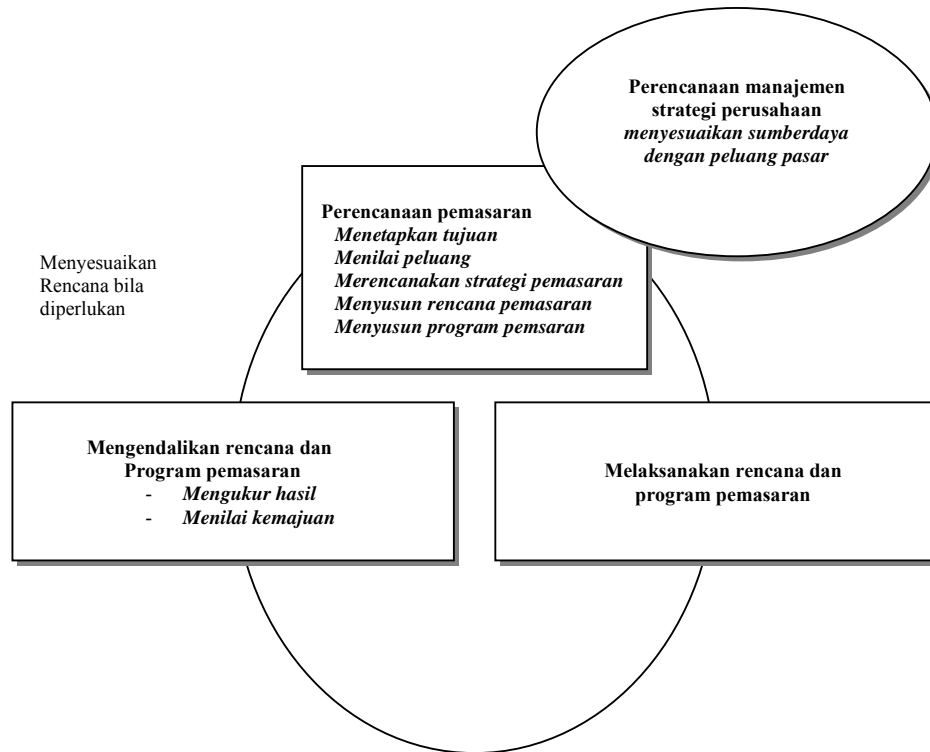 Perencanaan manajemen
strategi perusahaan
menyesuaikan sumberdaya
dengan peluang pasar
Perencanaan pemasaran
Menetapkan tujuan
Menilai peluang
Merencanakan strategi pemasaran
Menyusun rencana pemasaran
Menyusun program pemsaran
Menyesuaikan
Rencana bila
diperlukan
Mengendalikan rencana dan
Program pemasaran
- Mengukur hasil
- Menilai kemajuan
Melaksanakan rencana dan
program pemasaran